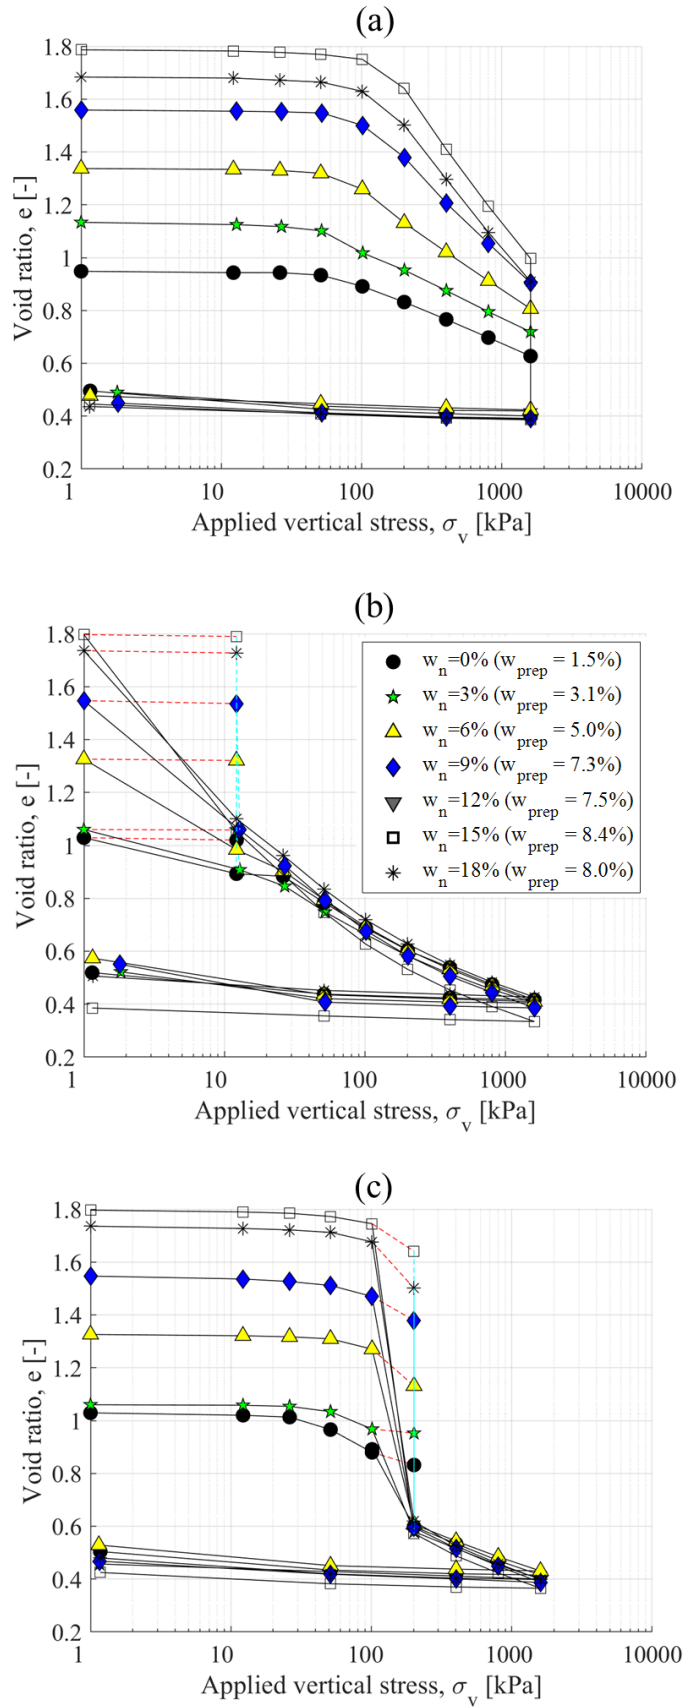 (a)
1.8
1.6
1.4
1.2
1
0.8
0.6
0.4
0.2
Void ratio, e [-]
1 10 100 1000 10000
Applied vertical stress, σv [kPa]
(b)
1.8
1.6
1.4
1.2
1
0.8
0.6
0.4
0.2
Void ratio, e [-]
wn=0% (wprep = 1.5%)
wn=3% (wprep = 3.1%)
wn=6% (wprep = 5.0%)
wn=9% (wprep = 7.3%)
wn=12% (wprep = 7.5%)
wn=15% (wprep = 8.4%)
wn=18% (wprep = 8.0%)
1 10 100 1000 10000
Applied vertical stress, σv [kPa]
(c)
1.8
1.6
1.4
1.2
1
0.8
0.6
0.4
0.2
Void ratio, e [-]
1 10 100 1000 10000
Applied vertical stress, σv [kPa]